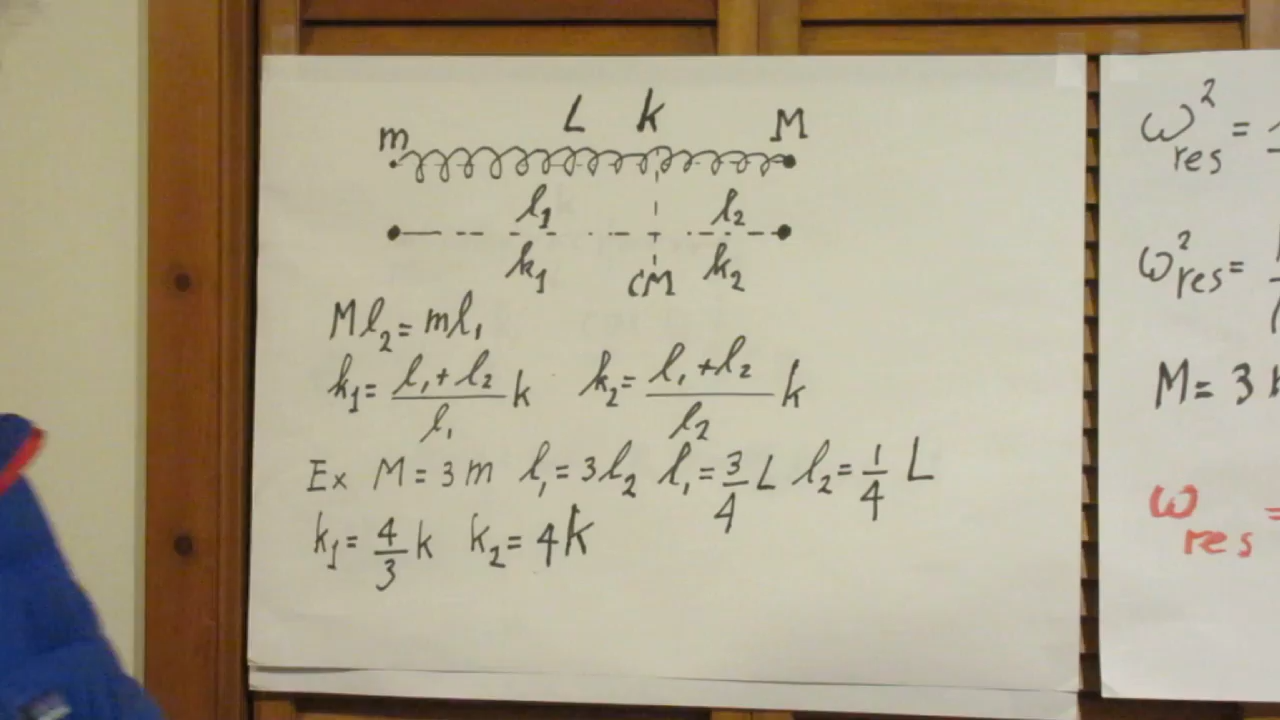 L k
m M
l₁ l₂
k₁ CM k₂
Ml₂ = ml₁
k₁ = (l₁ + l₂)/l₁ k k₂ = (l₁ + l₂)/l₂ k
Ex M = 3m l₁ = 3l₂ l₁ = 3/4 L l₂ = 1/4 L
k₁ = 4/3 k k₂ = 4k
ω²res =
ω²res =
M = 3
ωres =